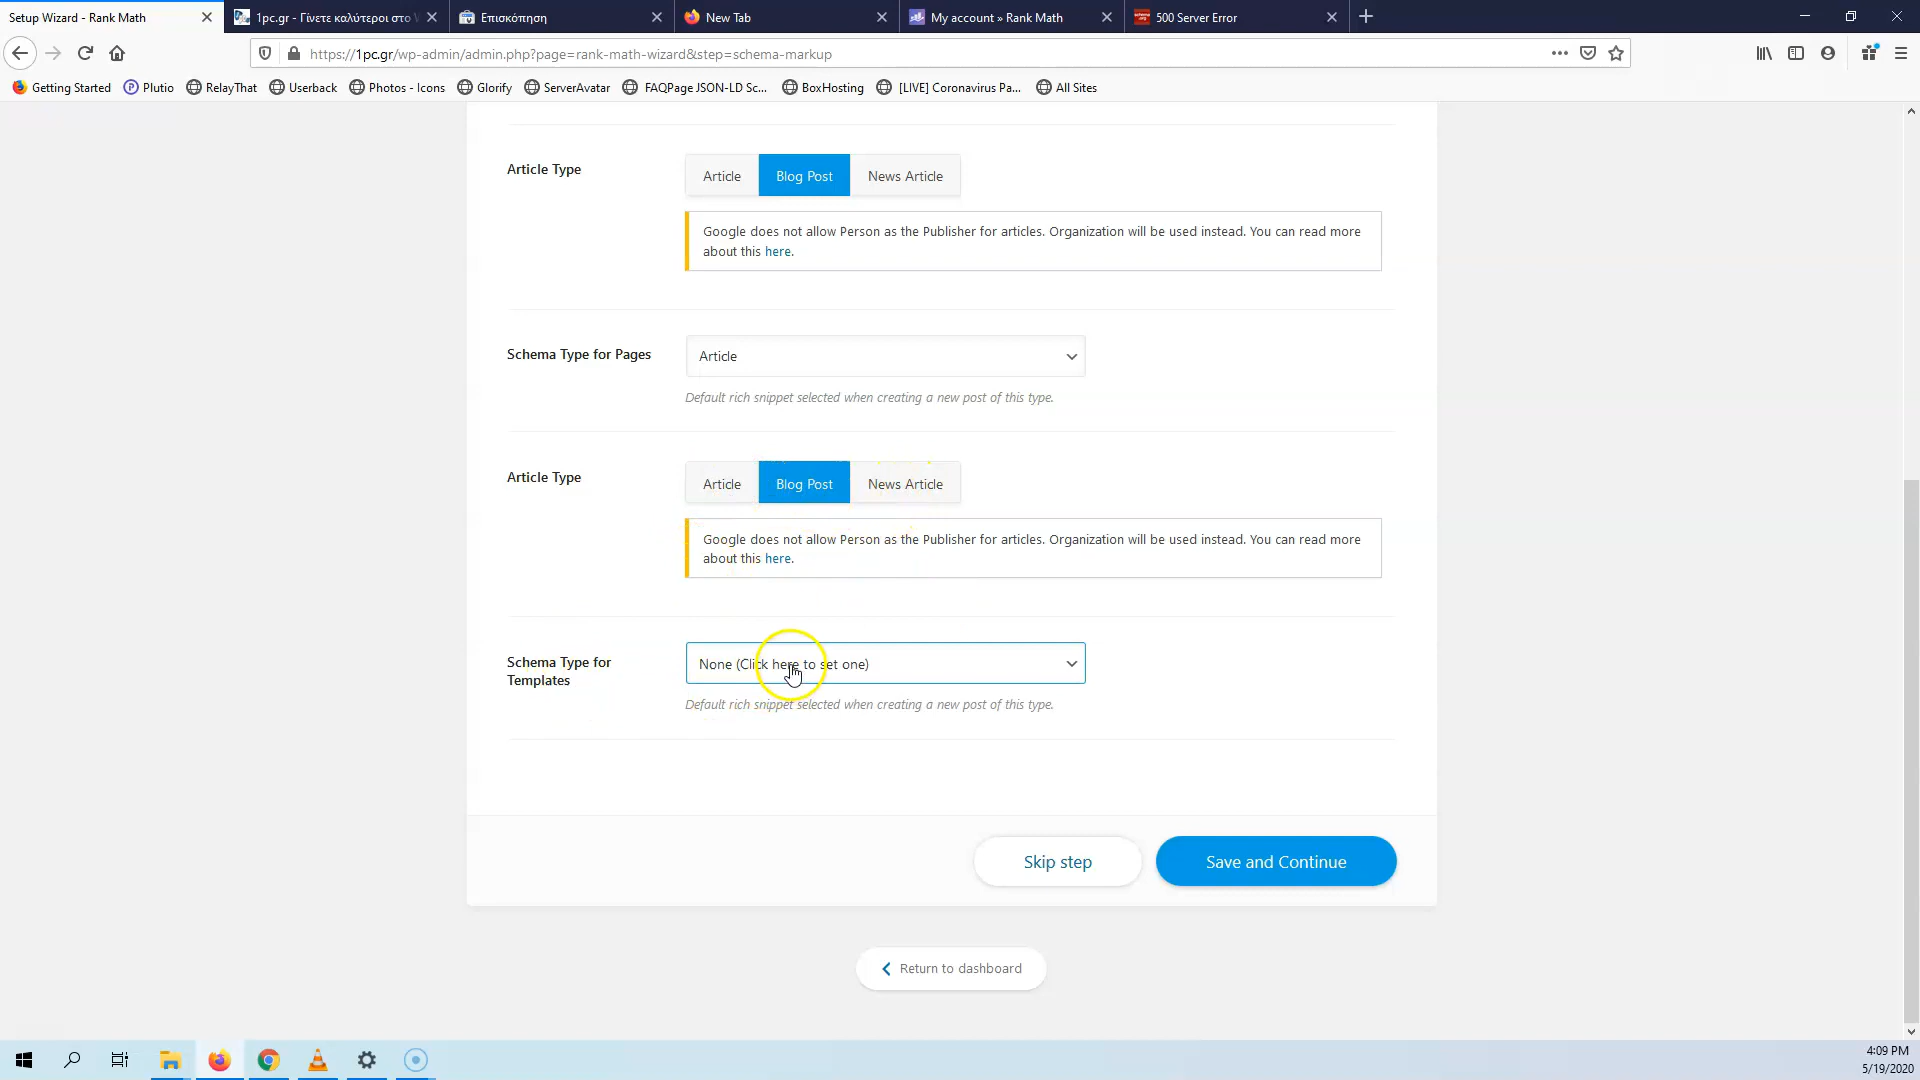 Setup Wizard - Rank Math
1pc.gr - Γίνετε καλύτεροι στο W
Επισκόπηση
New Tab
My account » Rank Math
500 Server Error
https://1pc.gr/wp-admin/admin.php?page=rank-math-wizard&step=schema-markup
Getting Started
Plutio
RelayThat
Userback
Photos - Icons
Glorify
ServerAvatar
FAQPage JSON-LD Sc...
BoxHosting
[LIVE] Coronavirus Pa...
All Sites
Article Type
Article
Blog Post
News Article
Google does not allow Person as the Publisher for articles. Organization will be used instead. You can read more
about this here.
Schema Type for Pages
Article
Default rich snippet selected when creating a new post of this type.
Article Type
Article
Blog Post
News Article
Google does not allow Person as the Publisher for articles. Organization will be used instead. You can read more
about this here.
Schema Type for
Templates
None (Click here to set one)
Default rich snippet selected when creating a new post of this type.
Skip step
Save and Continue
Return to dashboard
4:09 PM
5/19/2020